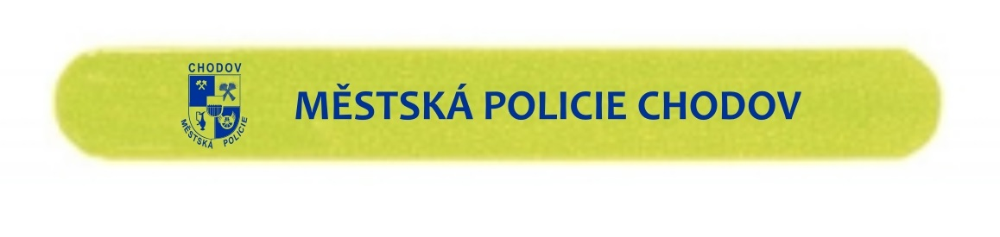 CHODOV
MĚSTSKÁ POLICIE
MĚSTSKÁ POLICIE CHODOV